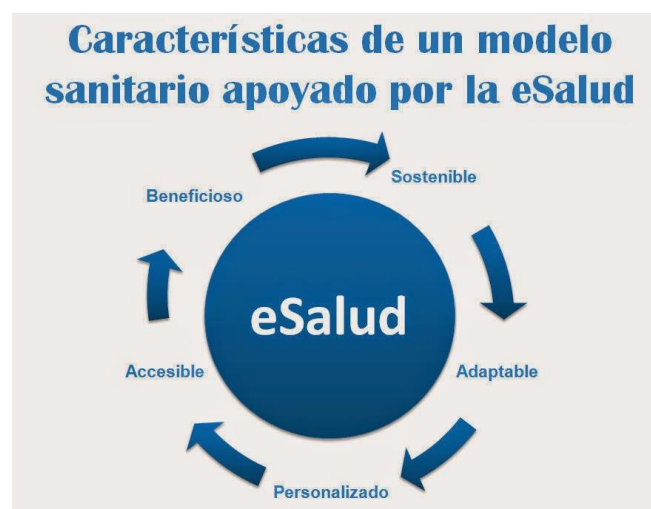 Características de un modelo
sanitario apoyado por la eSalud
Sostenible
Beneficioso
eSalud
Accesible
Adaptable
Personalizado